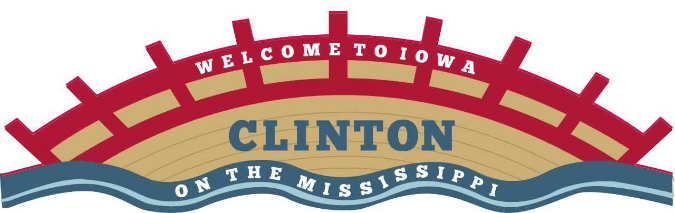 WELCOME TO IOWA
CLINTON
ON THE MISSISSIPPI